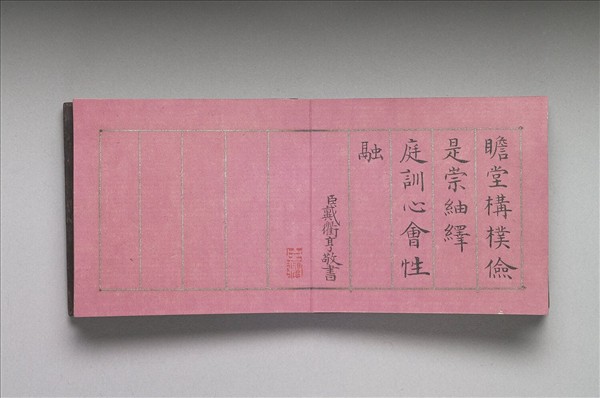 瞻堂構樸儉
是崇紬繹
庭訓心會性
融
臣戴衢亨敬書